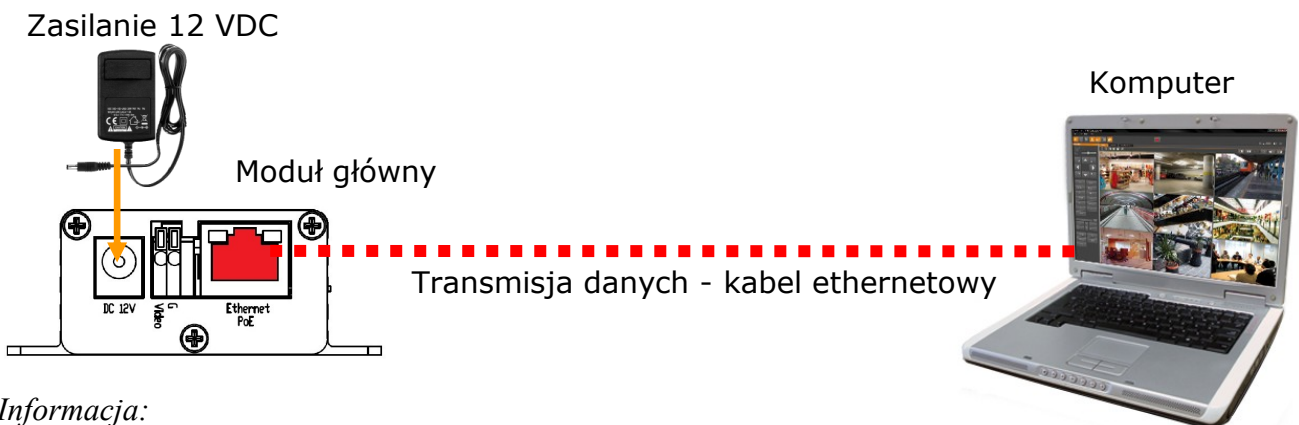 Zasilanie 12 VDC
Komputer
Moduł główny
Transmisja danych - kabel ethernetowy
DC 12V
Video
G
Ethernet
PoE
Informacja: